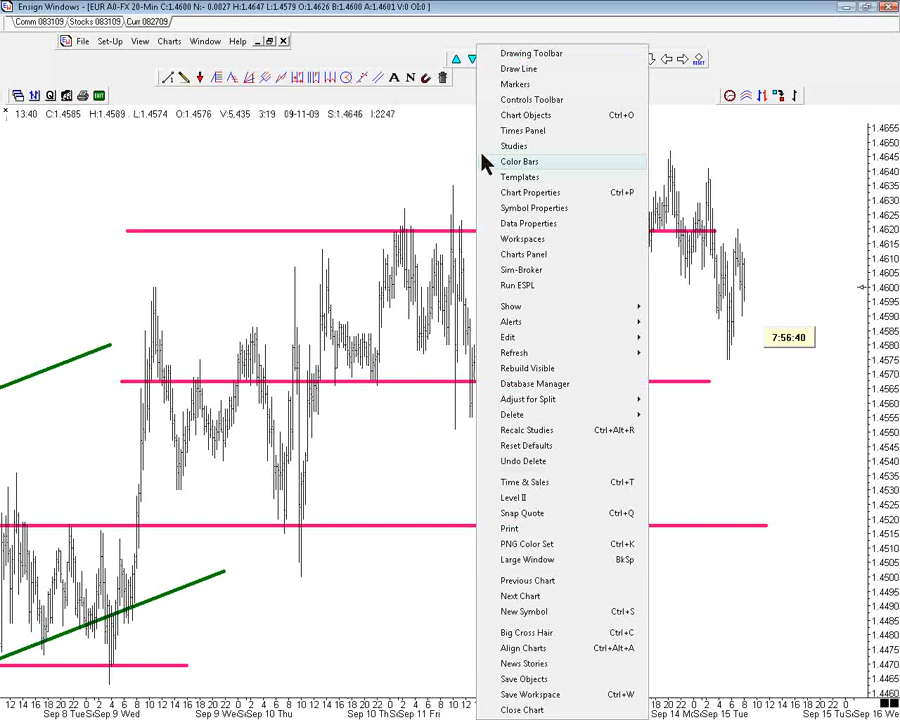 Ensign Windows - [EUR A0-FX 20-Min C:1.4600 N:- 0.0027 H:1.4647 L:1.4579 O:1.4626 B:1.4600 A:1.4601 V:0 OI:0 ]
Comm 083109 Stocks 083109 Curr 082709
File Set-Up View Charts Window Help
RESET
A N
EXIT
13:40 C:1.4585 H:1.4589 L:1.4574 O:1.4576 V:5,435 3:19 09-11-09 S:1.4646 I:2247
Drawing Toolbar
Draw Line
Markers
Controls Toolbar
Chart Objects Ctrl+O
Times Panel
Studies
Color Bars
Templates
Chart Properties Ctrl+P
Symbol Properties
Data Properties
Workspaces
Charts Panel
Sim-Broker
Run ESPL
Show
Alerts
Edit
Refresh
Rebuild Visible
Database Manager
Adjust for Split
Delete
Recalc Studies Ctrl+Alt+R
Reset Defaults
Undo Delete
Time & Sales Ctrl+T
Level II
Snap Quote Ctrl+Q
Print
PNG Color Set Ctrl+K
Large Window BkSp
Previous Chart
Next Chart
New Symbol Ctrl+S
Big Cross Hair Ctrl+C
Align Charts Ctrl+Alt+A
News Stories
Save Objects
Save Workspace Ctrl+W
Close Chart
7:56:40
1.4655
1.4650
1.4645
1.4640
1.4635
1.4630
1.4625
1.4620
1.4615
1.4610
1.4605
1.4600
1.4595
1.4590
1.4585
1.4580
1.4575
1.4570
1.4565
1.4560
1.4555
1.4550
1.4545
1.4540
1.4535
1.4530
1.4525
1.4520
1.4515
1.4510
1.4505
1.4500
1.4495
1.4490
1.4485
1.4480
1.4475
1.4470
1.4465
1.4460
Sep 8 Tue Sep 9 Wed Sep 9 We Sep 10 Thu Sep 10 Th Sep 11 Fri Sep 14 M Sep 15 Tue Sep 15 Tu Sep 16 We